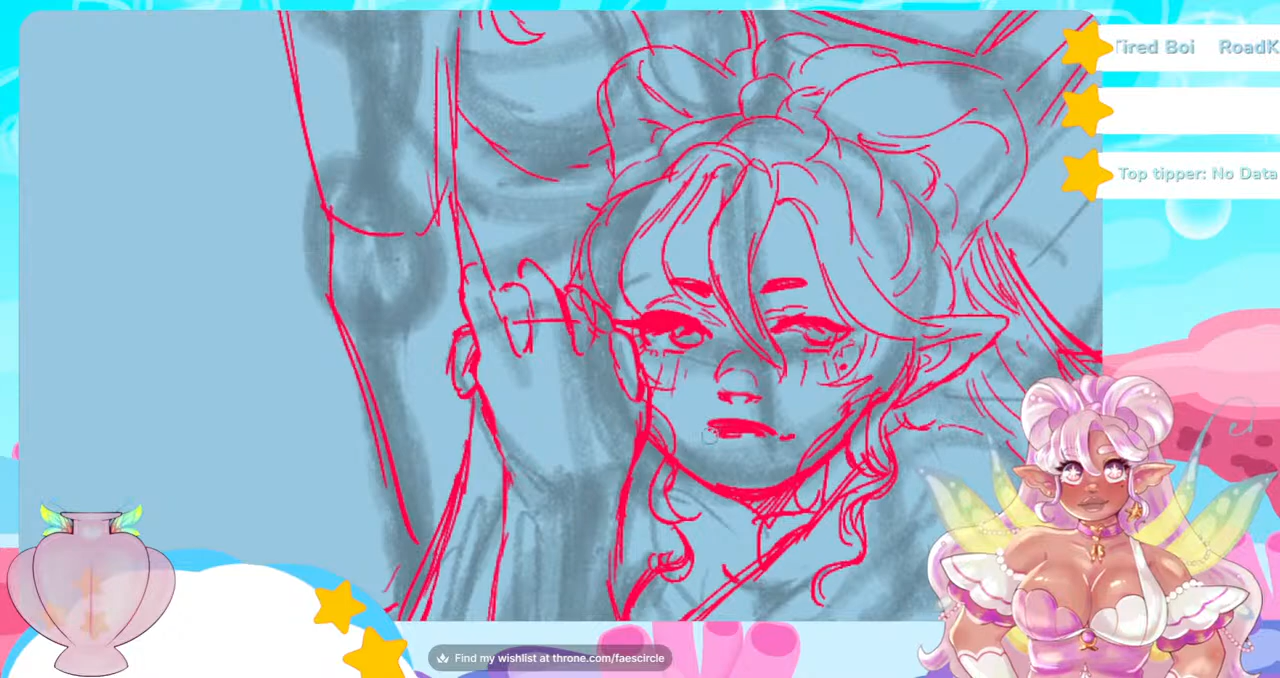 Tired Boi RoadK
Top tipper: No Data
Find my wishlist at throne.com/faescircle